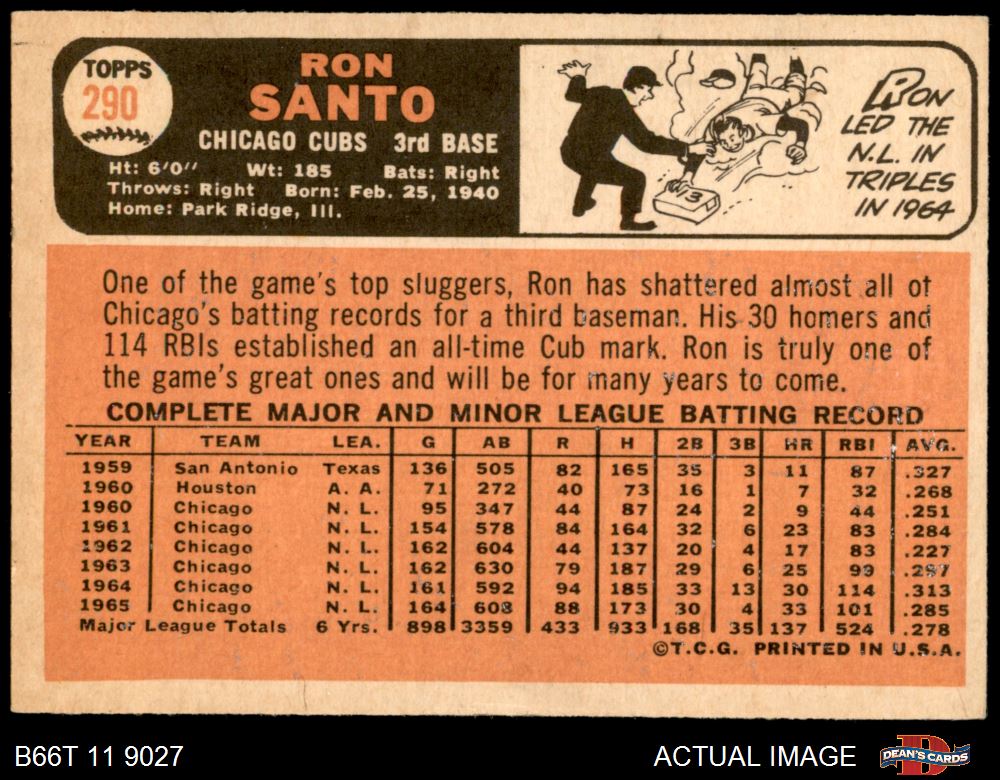 TOPPS
290
RON
SANTO
CHICAGO CUBS 3rd BASE
Ht: 6'0" Wt: 185 Bats: Right
Throws: Right Born: Feb. 25, 1940
Home: Park Ridge, Ill.
RON
LED THE
N.L. IN
TRIPLES
IN 1964
13
One of the game's top sluggers, Ron has shattered almost all of
Chicago's batting records for a third baseman. His 30 homers and
114 RBIs established an all-time Cub mark. Ron is truly one of
the game's great ones and will be for many years to come.
COMPLETE MAJOR AND MINOR LEAGUE BATTING RECORD
YEAR TEAM LEA. G AB R H 2B 3B HR RBI AVG.
1959 San Antonio Texas 136 505 82 165 35 3 11 87 .327
1960 Houston A. A. 71 272 40 73 16 1 7 32 .268
1960 Chicago N. L. 95 347 44 87 24 2 9 44 .251
1961 Chicago N. L. 154 578 84 164 32 6 23 83 .284
1962 Chicago N. L. 162 604 44 137 20 4 17 83 .227
1963 Chicago N. L. 162 630 79 187 29 6 25 99 .297
1964 Chicago N. L. 161 592 94 185 33 13 30 114 .313
1965 Chicago N. L. 164 608 88 173 30 4 33 101 .285
Major League Totals 6 Yrs. 898 3359 433 933 168 35 137 524 .278
©T.C.G. PRINTED IN U.S.A.
B66T 11 9027
ACTUAL IMAGE
D
DEAN'S CARDS